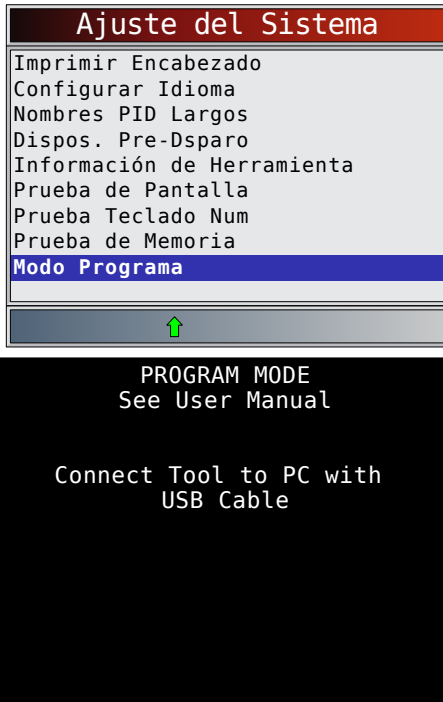 Ajuste del Sistema
Imprimir Encabezado
Configurar Idioma
Nombres PID Largos
Dispos. Pre-Dsparo
Información de Herramienta
Prueba de Pantalla
Prueba Teclado Num
Prueba de Memoria
Modo Programa
PROGRAM MODE
See User Manual
Connect Tool to PC with
USB Cable